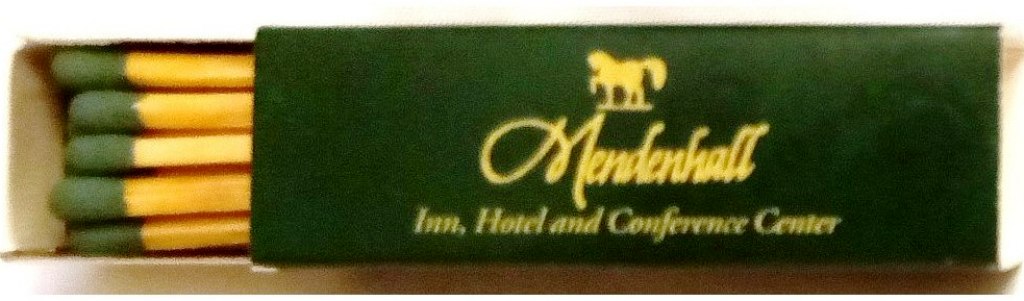 Mendenhall
Inn, Hotel and Conference Center